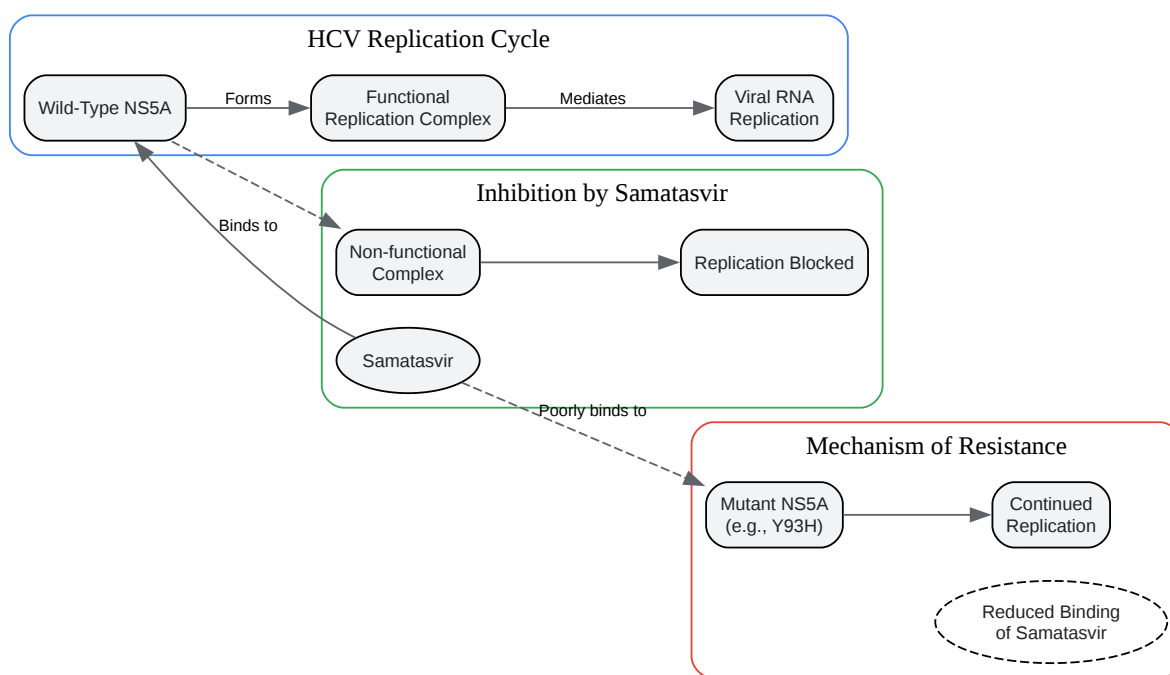 HCV Replication Cycle
Wild-Type NS5A
Forms
Functional
Replication Complex
Mediates
Viral RNA
Replication
Inhibition by Samatasvir
Binds to
Non-functional
Complex
Replication Blocked
Samatasvir
Poorly binds to
Mechanism of Resistance
Mutant NS5A
(e.g., Y93H)
Continued
Replication
Reduced Binding
of Samatasvir